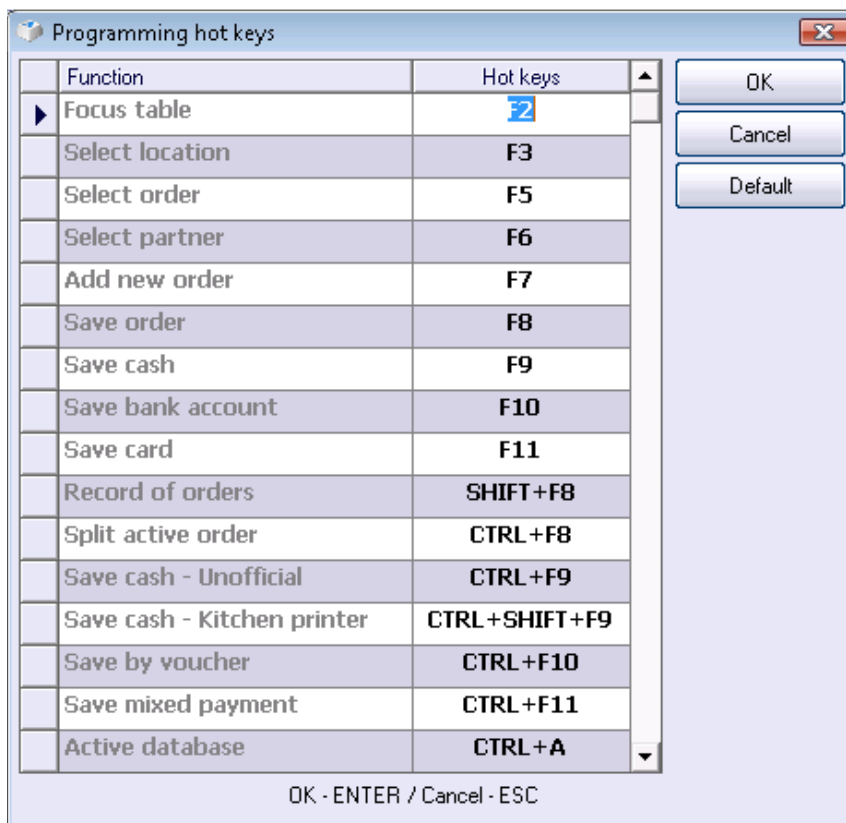 Programming hot keys
Function Hot keys
Focus table F2
Select location F3
Select order F5
Select partner F6
Add new order F7
Save order F8
Save cash F9
Save bank account F10
Save card F11
Record of orders SHIFT+F8
Split active order CTRL+F8
Save cash - Unofficial CTRL+F9
Save cash - Kitchen printer CTRL+SHIFT+F9
Save by voucher CTRL+F10
Save mixed payment CTRL+F11
Active database CTRL+A
OK
Cancel
Default
OK - ENTER / Cancel - ESC